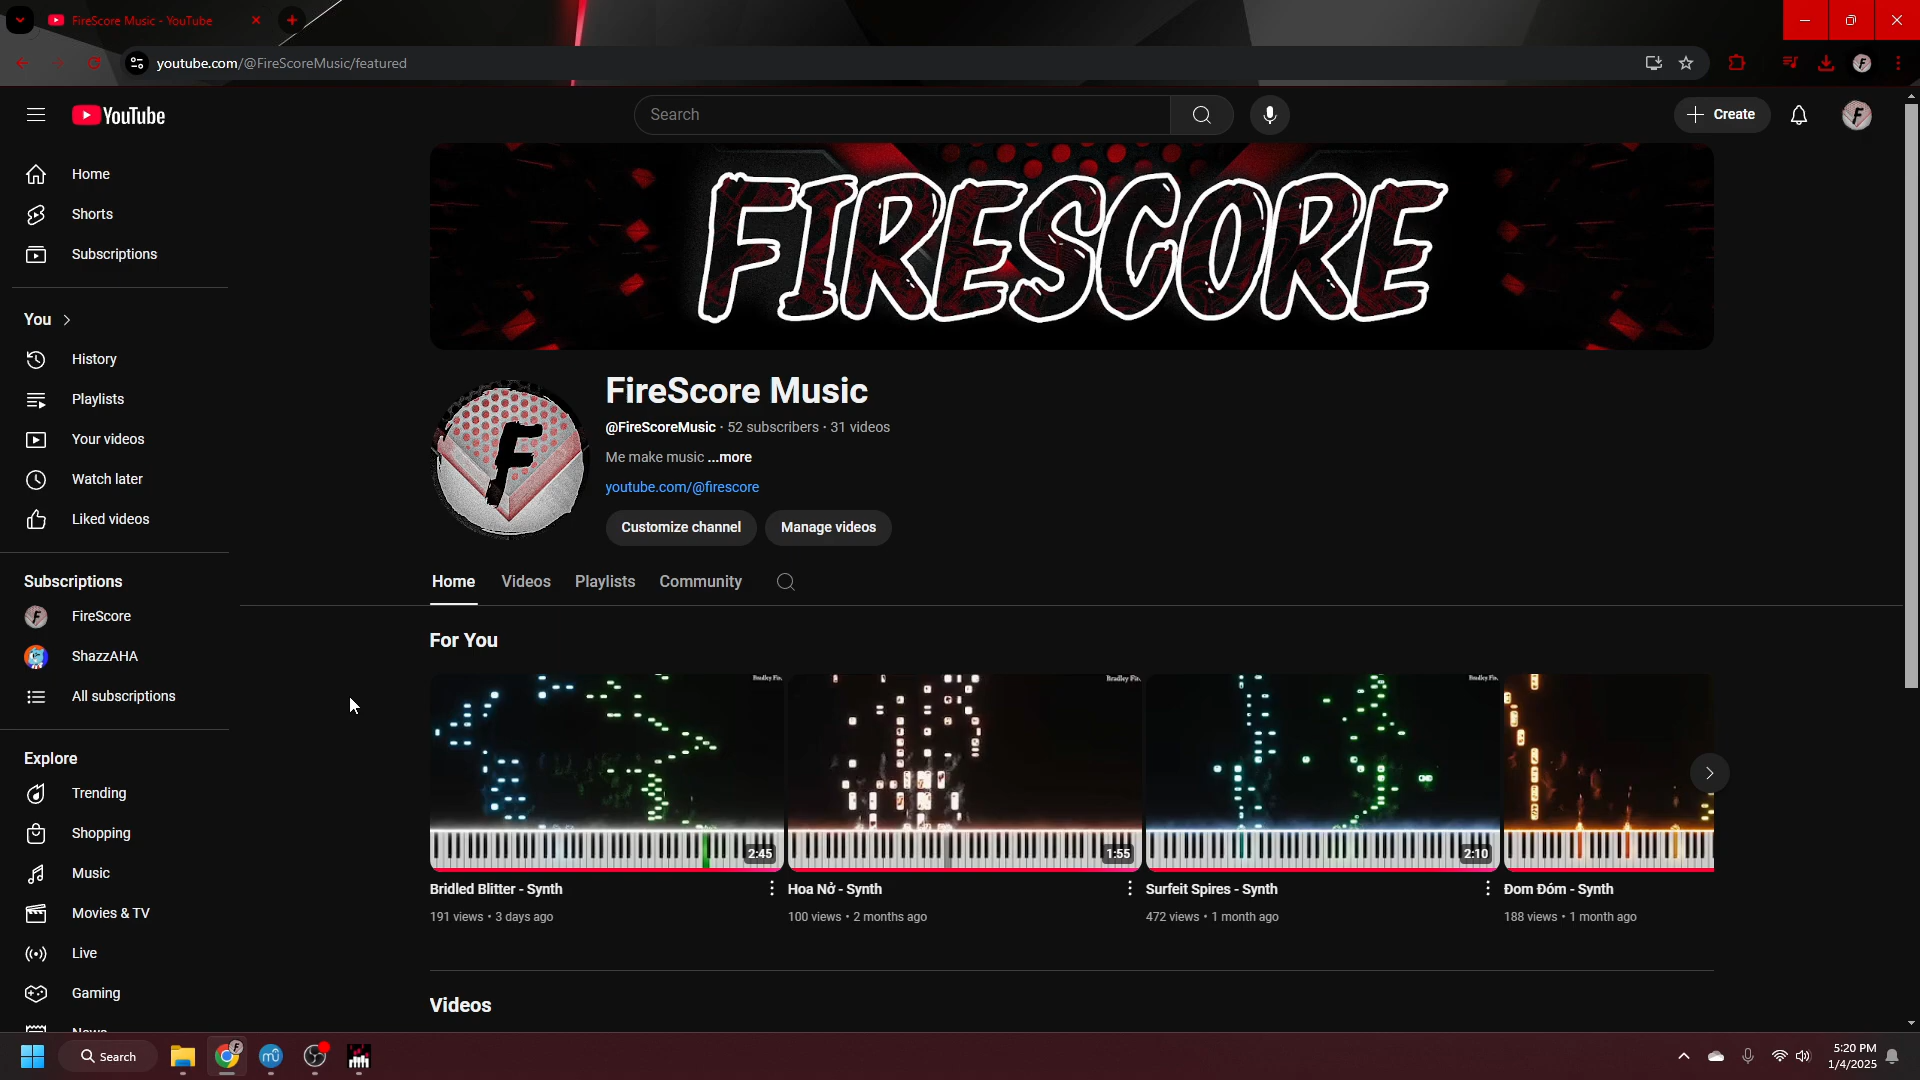 FireScore Music - YouTube
youtube.com/@FireScoreMusic/featured
YouTube
Search
Create
Home
Shorts
Subscriptions
You
History
Playlists
Your videos
Watch later
Liked videos
Subscriptions
FireScore
ShazzAHA
All subscriptions
Explore
Trending
Shopping
Music
Movies & TV
Live
Gaming
FIRESCORE
F
FireScore Music
@FireScoreMusic · 52 subscribers · 31 videos
Me make music ...more
youtube.com/@firescore
Customize channel Manage videos
Home Videos Playlists Community
For You
2:45 1:55 2:10
Bridled Blitter - Synth
191 views • 3 days ago
Hoa Nở - Synth
100 views • 2 months ago
Surfeit Spires - Synth
472 views • 1 month ago
Đom Đóm - Synth
188 views • 1 month ago
Videos
Search
5:20 PM
1/4/2025